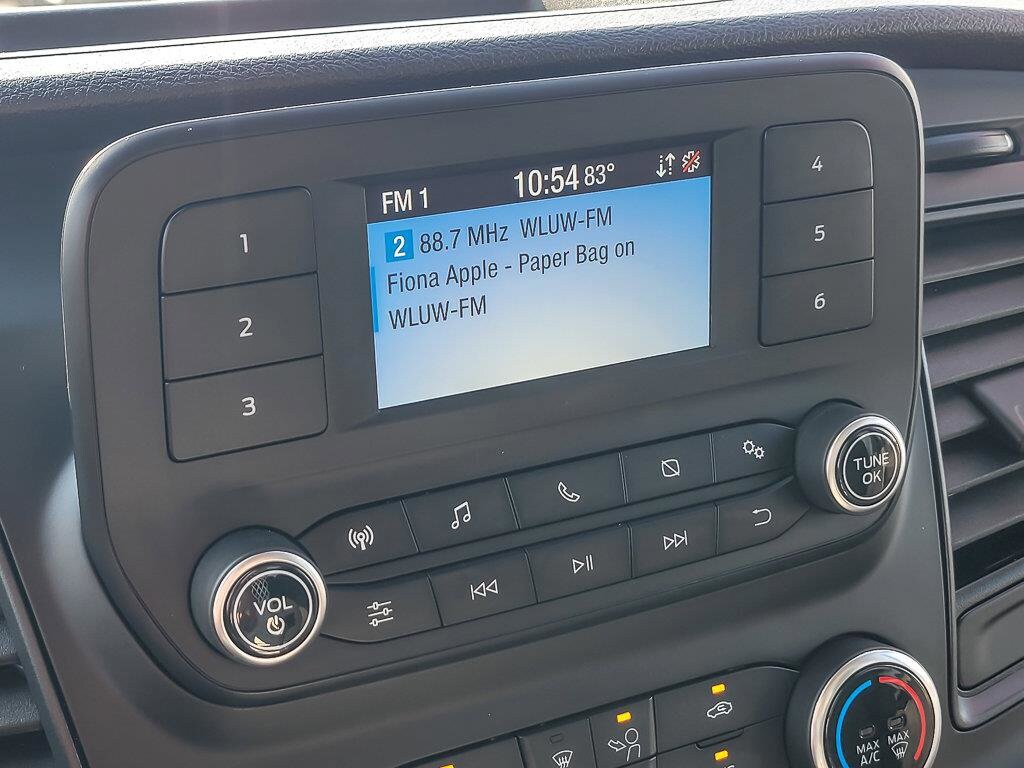 FM 1 10:54 83°
2 88.7 MHz WLUW-FM
Fiona Apple - Paper Bag on
WLUW-FM
1
2
3
4
5
6
TUNE
OK
VOL
MAX
A/C
MAX